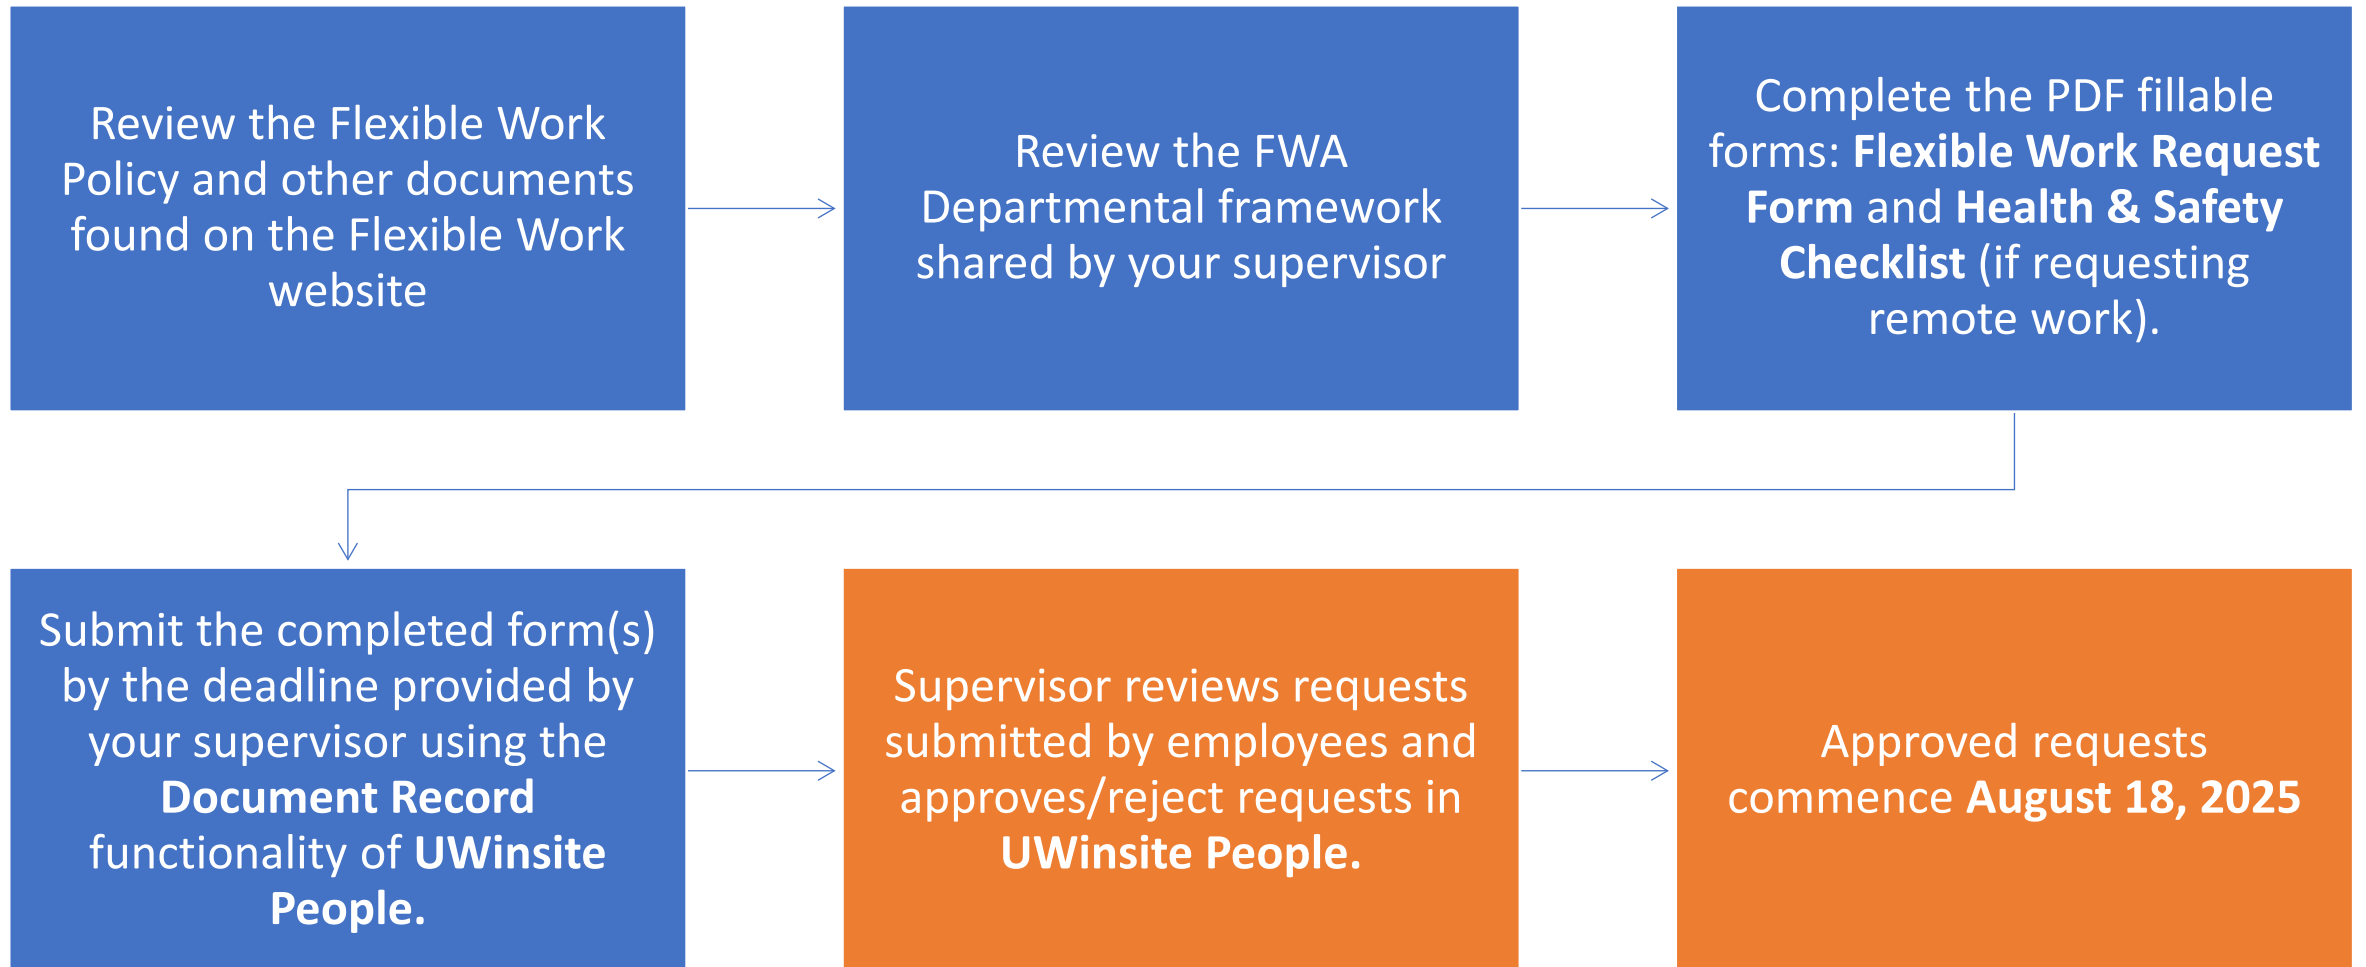 Review the Flexible Work
Policy and other documents
found on the Flexible Work
website
Review the FWA
Departmental framework
shared by your supervisor
Complete the PDF fillable
forms: Flexible Work Request
Form and Health & Safety
Checklist (if requesting
remote work).
Submit the completed form(s)
by the deadline provided by
your supervisor using the
Document Record
functionality of UWinsite
People.
Supervisor reviews requests
submitted by employees and
approves/reject requests in
UWinsite People.
Approved requests
commence August 18, 2025